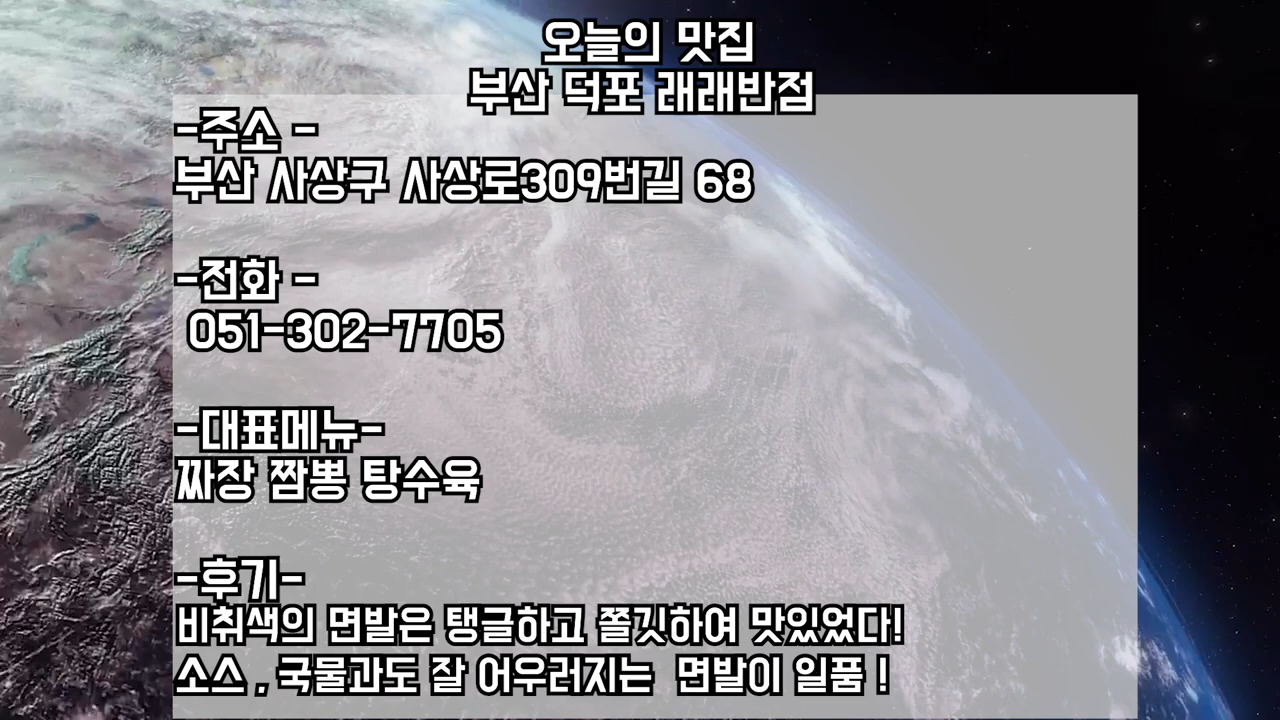 오늘의 맛집
부산 덕포 래래반점
-주소 -
부산 사상구 사상로309번길 68
-전화 -
051-302-7705
-대표메뉴-
짜장 짬뽕 탕수육
-후기-
비취색의 면발은 탱글하고 쫄깃하여 맛있었다!
소스 , 국물과도 잘 어우러지는 면발이 일품 !